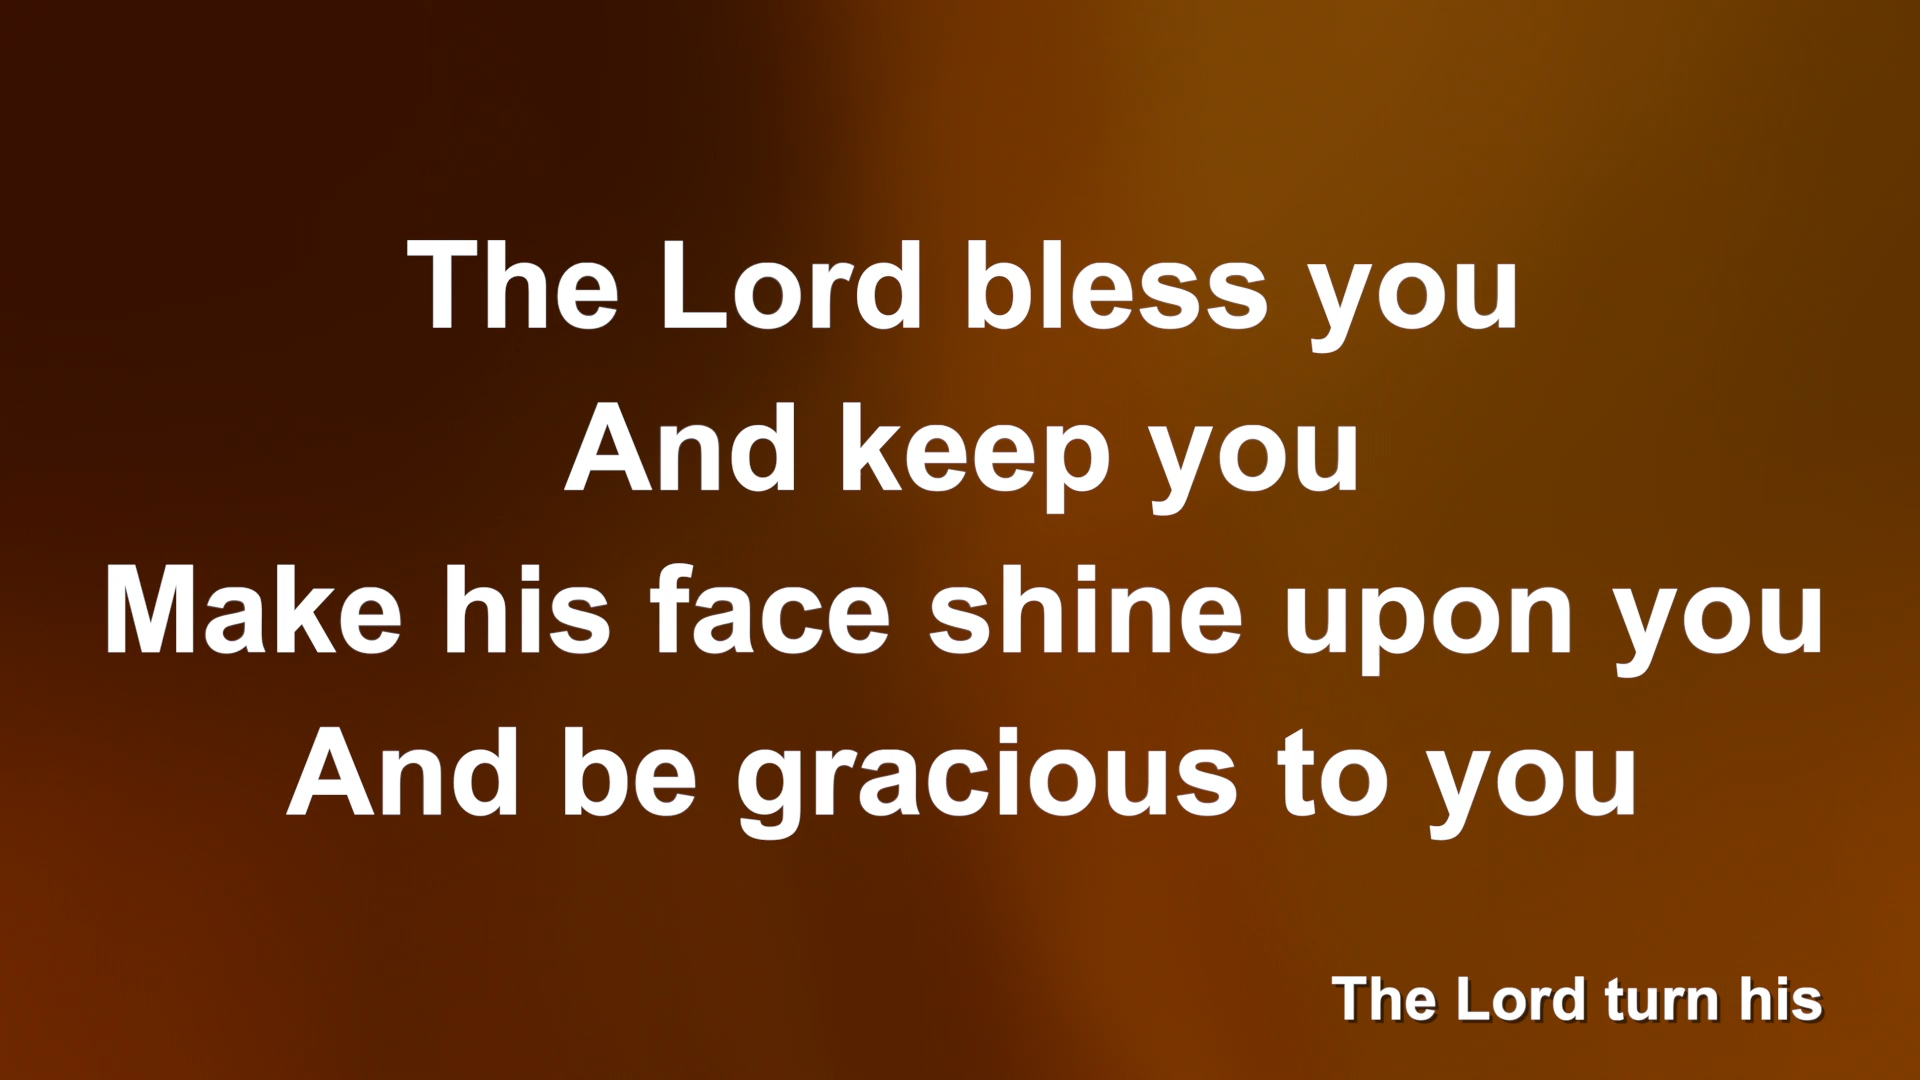 The Lord bless you
And keep you
Make his face shine upon you
And be gracious to you
The Lord turn his